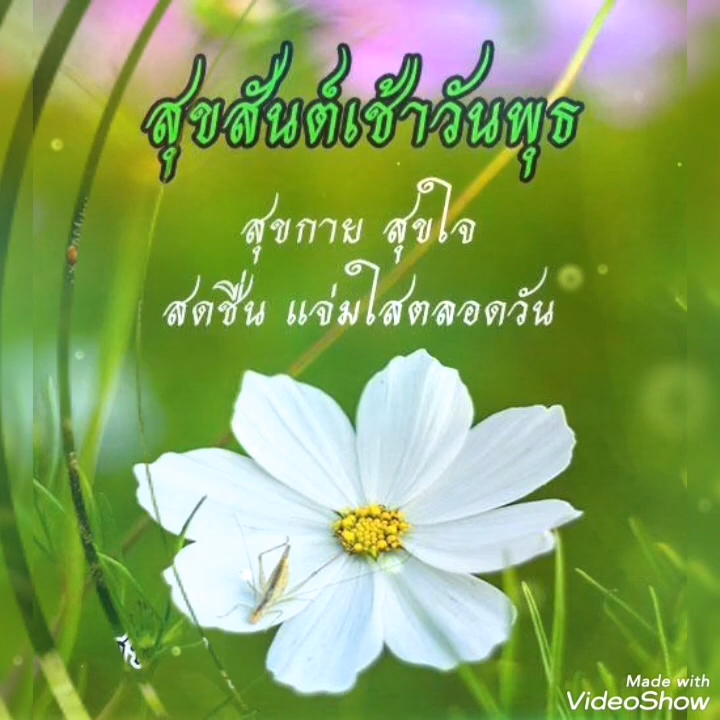 สุขสันต์เช้าวันพุธ
สุขกาย สุขใจ
สดชื่น แจ่มใสตลอดวัน
Made with
VideoShow